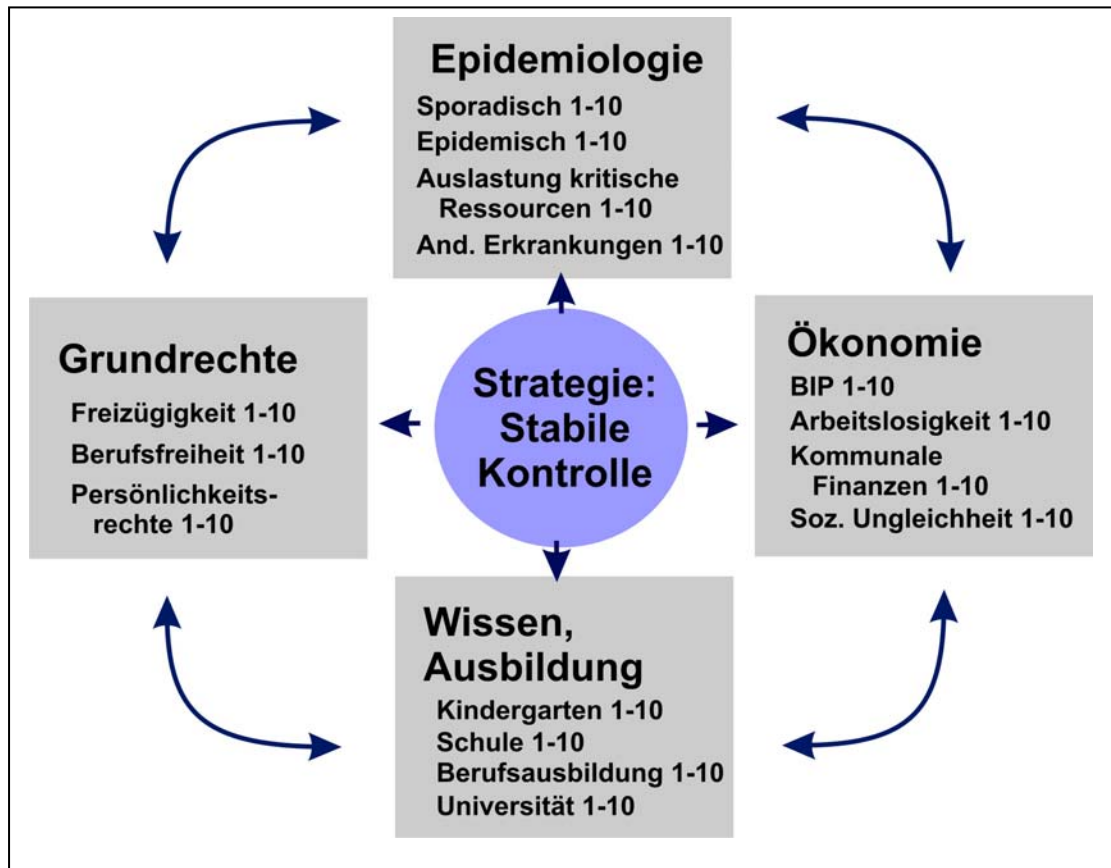 Epidemiologie
Sporadisch 1-10
Epidemisch 1-10
Auslastung kritische
Ressourcen 1-10
And. Erkrankungen 1-10
Grundrechte
Freizügigkeit 1-10
Berufsfreiheit 1-10
Persönlichkeits-
rechte 1-10
Strategie:
Stabile
Kontrolle
Ökonomie
BIP 1-10
Arbeitslosigkeit 1-10
Kommunale
Finanzen 1-10
Soz. Ungleichheit 1-10
Wissen,
Ausbildung
Kindergarten 1-10
Schule 1-10
Berufsausbildung 1-10
Universität 1-10